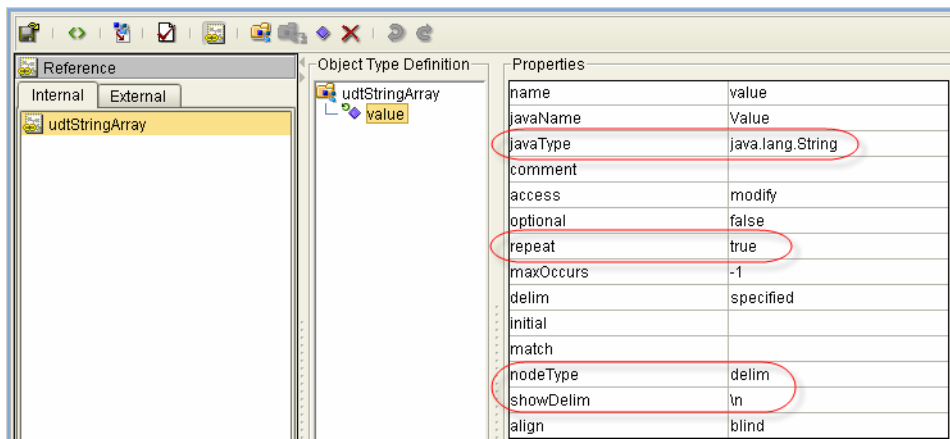 Reference
Internal External
udtStringArray
Object Type Definition
udtStringArray
value
Properties
name value
javaName Value
javaType java.lang.String
comment
access modify
optional false
repeat true
maxOccurs -1
delim specified
initial
match
nodeType delim
showDelim \n
align blind